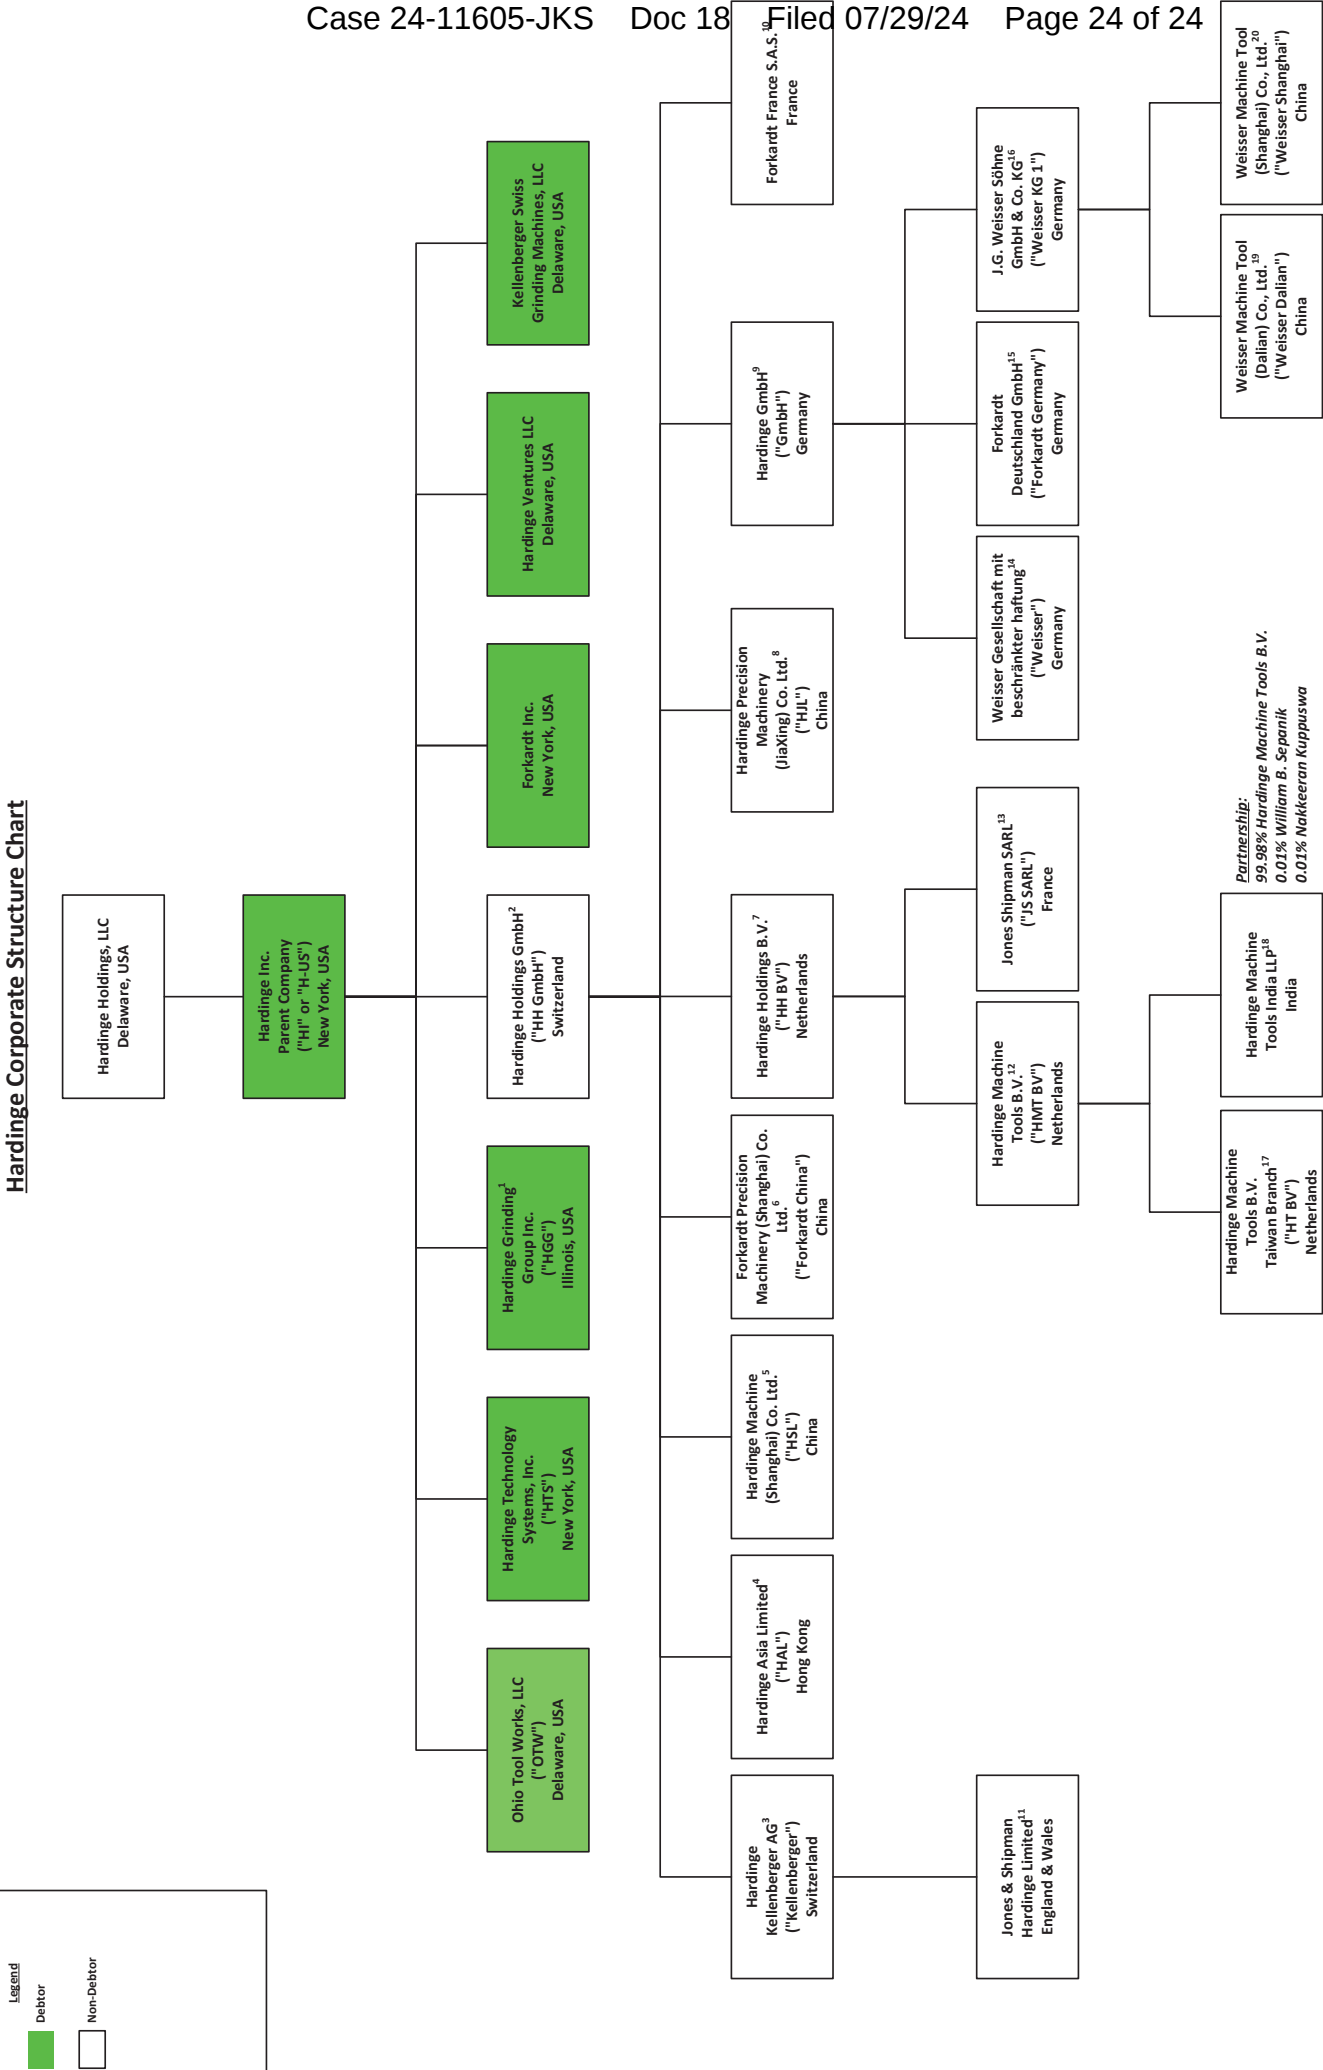 Case 24-11605-JKS Doc 18 Filed 07/29/24 Page 24 of 24
Hardinge Corporate Structure Chart
Legend
Debtor
Non-Debtor
Hardinge Holdings, LLC
Delaware, USA
Hardinge Inc.
Parent Company
("HI" or "H-US")
New York, USA
Ohio Tool Works, LLC
("OTW")
Delaware, USA
Hardinge Technology
Systems, Inc.
("HTS")
New York, USA
Hardinge Grinding¹
Group Inc.
("HGG")
Illinois, USA
Hardinge Holdings GmbH²
("HH GmbH")
Switzerland
Forkardt Inc.
New York, USA
Hardinge Ventures LLC
Delaware, USA
Kellenberger Swiss
Grinding Machines, LLC
Delaware, USA
Hardinge
Kellenberger AG³
("Kellenberger")
Switzerland
Hardinge Asia Limited⁴
("HAL")
Hong Kong
Hardinge Machine
(Shanghai) Co. Ltd.⁵
("HSL")
China
Forkardt Precision
Machinery (Shanghai) Co.
Ltd.⁶
("Forkardt China")
China
Hardinge Holdings B.V.⁷
("HH BV")
Netherlands
Hardinge Precision
Machinery
(JiaXing) Co. Ltd.⁸
("HJL")
China
Hardinge GmbH⁹
("GmbH")
Germany
Forkardt France S.A.S.¹⁰
France
Jones & Shipman
Hardinge Limited¹¹
England & Wales
Hardinge Machine
Tools B.V.¹²
("HMT BV")
Netherlands
Jones Shipman SARL¹³
("JS SARL")
France
Weisser Gesellschaft mit
beschränkter haftung¹⁴
("Weisser")
Germany
Forkardt
Deutschland GmbH¹⁵
("Forkardt Germany")
Germany
J.G. Weisser Söhne
GmbH & Co. KG¹⁶
("Weisser KG 1")
Germany
Hardinge Machine
Tools B.V.
Taiwan Branch¹⁷
("HT BV")
Netherlands
Hardinge Machine
Tools India LLP¹⁸
India
Partnership:
99.98% Hardinge Machine Tools B.V.
0.01% William B. Sepanik
0.01% Nakkeeran Kuppuswa
Weisser Machine Tool
(Dalian) Co., Ltd.¹⁹
("Weisser Dalian")
China
Weisser Machine Tool
(Shanghai) Co., Ltd.²⁰
("Weisser Shanghai")
China